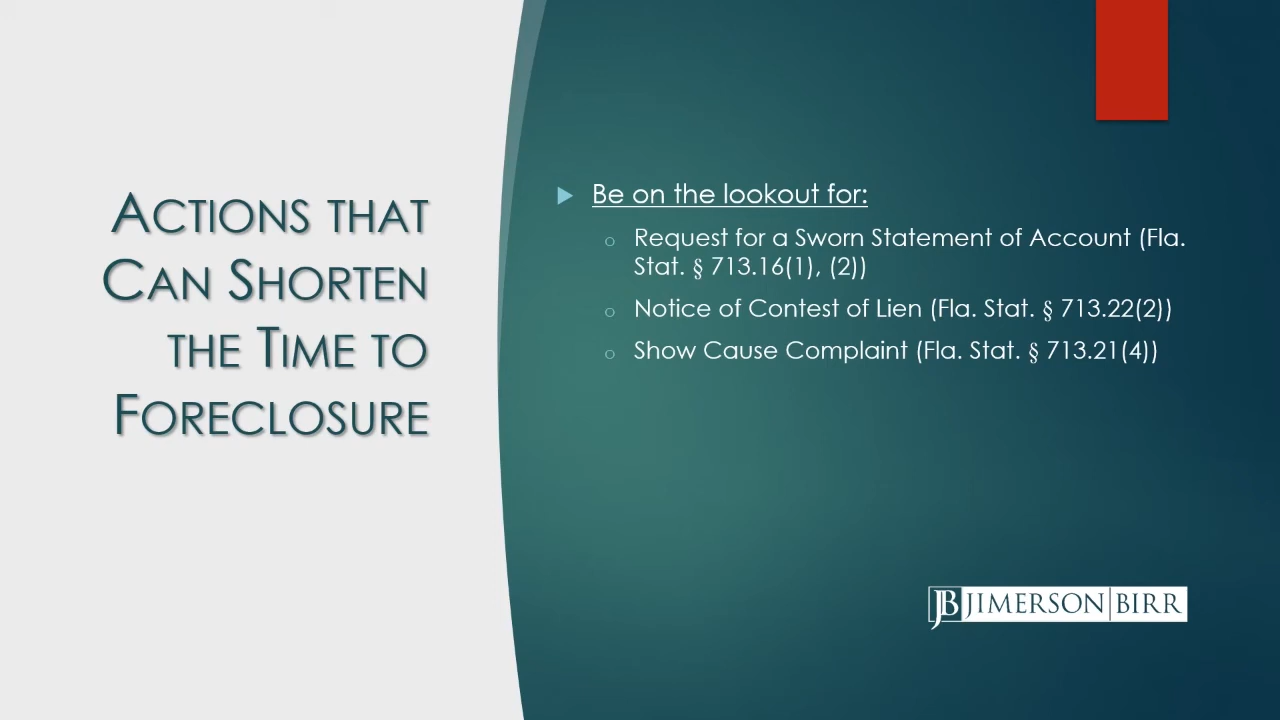 Actions that
Can Shorten
the Time to
Foreclosure
Be on the lookout for:
Request for a Sworn Statement of Account (Fla.
Stat. § 713.16(1), (2))
Notice of Contest of Lien (Fla. Stat. § 713.22(2))
Show Cause Complaint (Fla. Stat. § 713.21(4))
JB JIMERSON BIRR